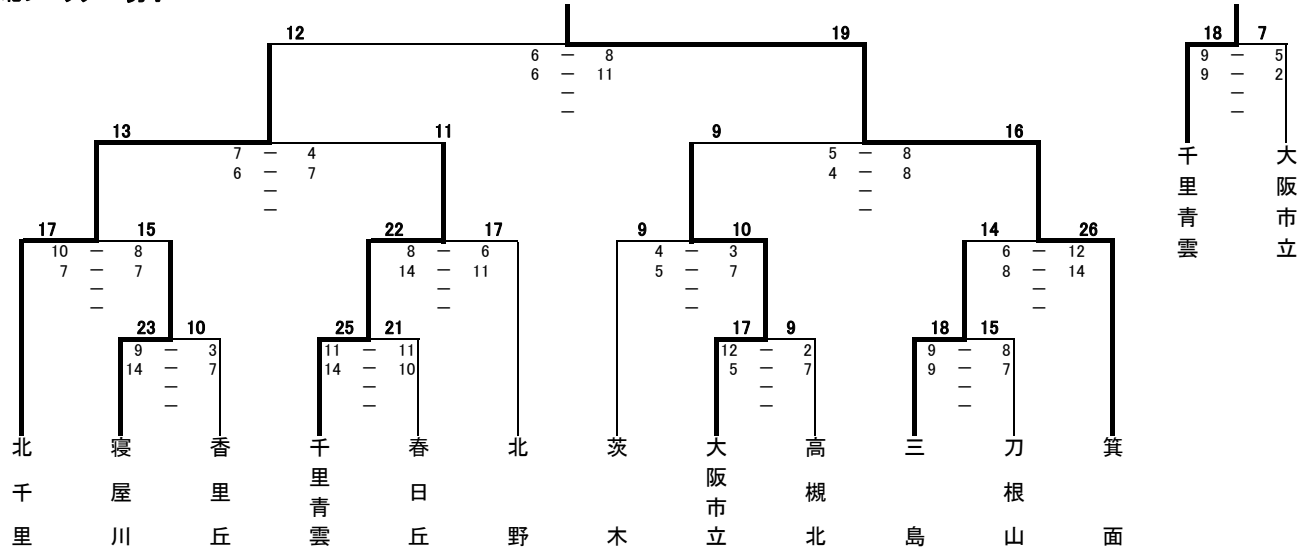 12 19 18 7
6 － 8 9 － 5
6 － 11 9 － 2
－ －
－ －
13 11 9 16
7 － 4 5 － 8
6 － 7 4 － 8
－ －
－ －
千里青雲
大阪市立
17 15 22 17 9 10 14 26
10 － 8 8 － 6 4 － 3 6 － 12
7 － 7 14 － 11 5 － 7 8 － 14
－ － － －
－ － － －
23 10 25 21 17 9 18 15
9 － 3 11 － 11 12 － 2 9 － 8
14 － 7 14 － 10 5 － 7 9 － 7
－ － － －
－ － － －
北千里
寝屋川
香里丘
千里青雲
春日丘
北野
茨木
大阪市立
高槻北
三島
刀根山
箕面